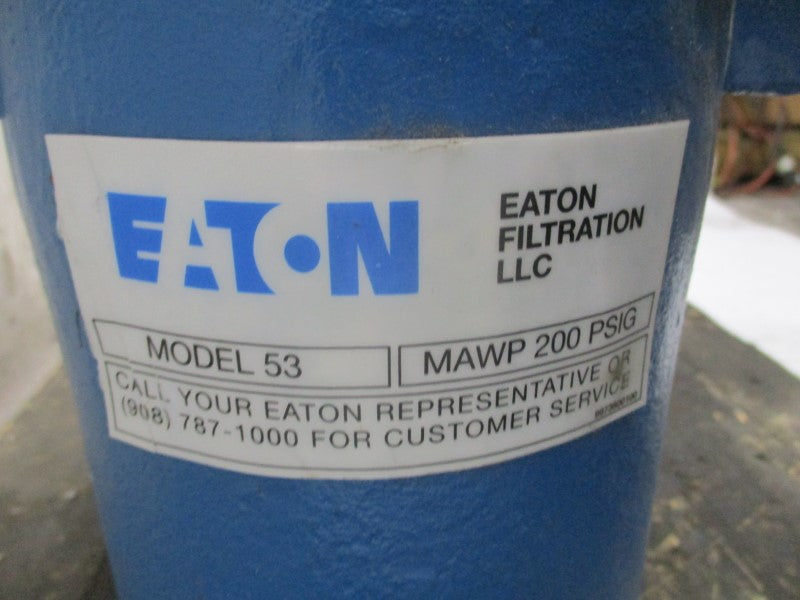 EATON
EATON
FILTRATION
LLC
MODEL 53
MAWP 200 PSIG
CALL YOUR EATON REPRESENTATIVE OR
(908) 787-1000 FOR CUSTOMER SERVICE